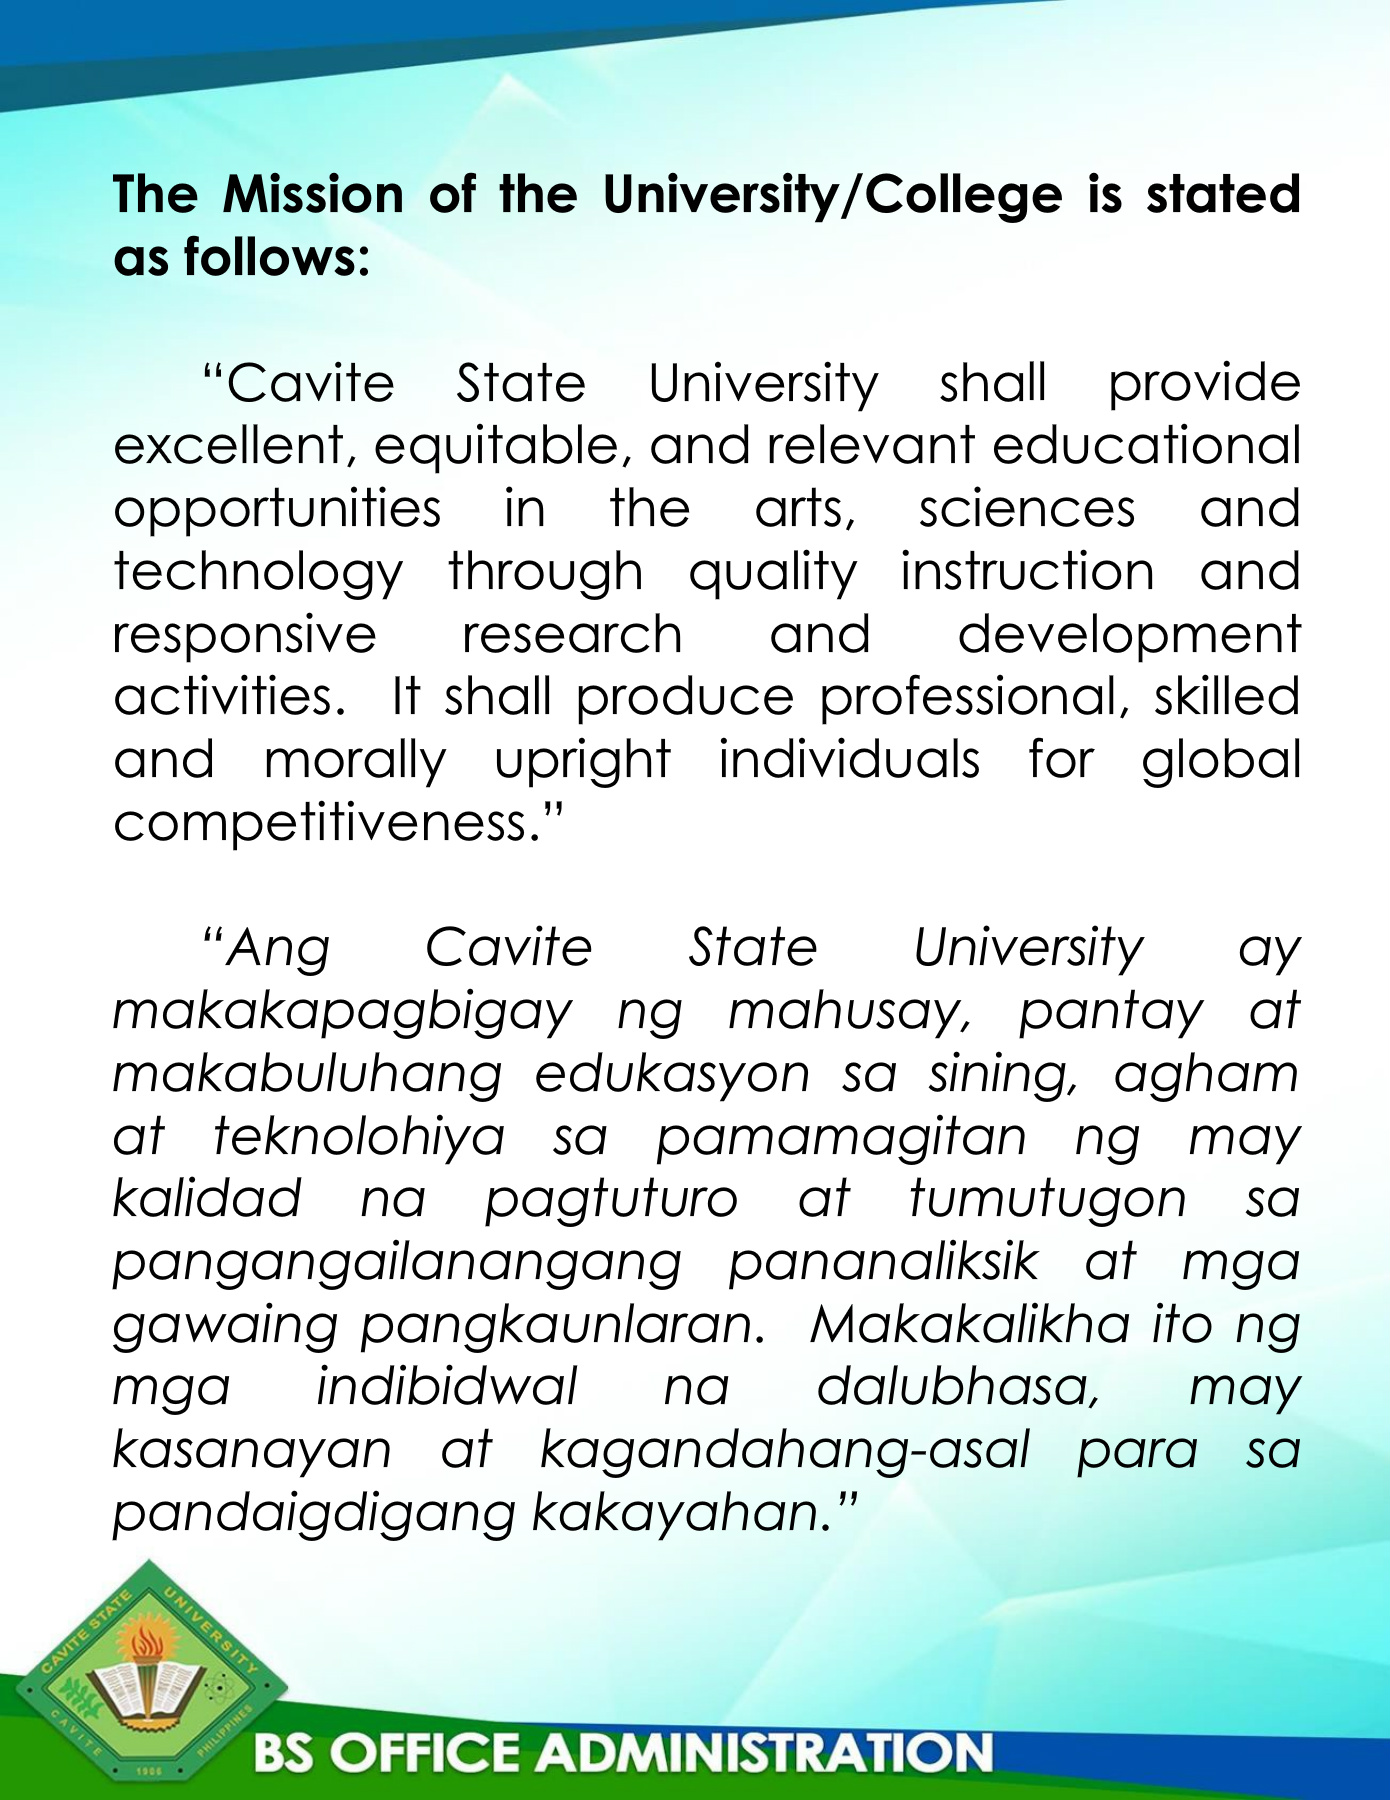 The Mission of the University/College is stated
as follows:
“Cavite State University shall provide
excellent, equitable, and relevant educational
opportunities in the arts, sciences and
technology through quality instruction and
responsive research and development
activities. It shall produce professional, skilled
and morally upright individuals for global
competitiveness.”
“Ang Cavite State University ay
makakapagbigay ng mahusay, pantay at
makabuluhang edukasyon sa sining, agham
at teknolohiya sa pamamagitan ng may
kalidad na pagtuturo at tumutugon sa
pangangailanangang pananaliksik at mga
gawaing pangkaunlaran. Makakalikha ito ng
mga indibidwal na dalubhasa, may
kasanayan at kagandahang-asal para sa
pandaigdigang kakayahan.”
CAVITE STATE UNIVERSITY
CAVITE PHILIPPINES
1906
BS OFFICE ADMINISTRATION